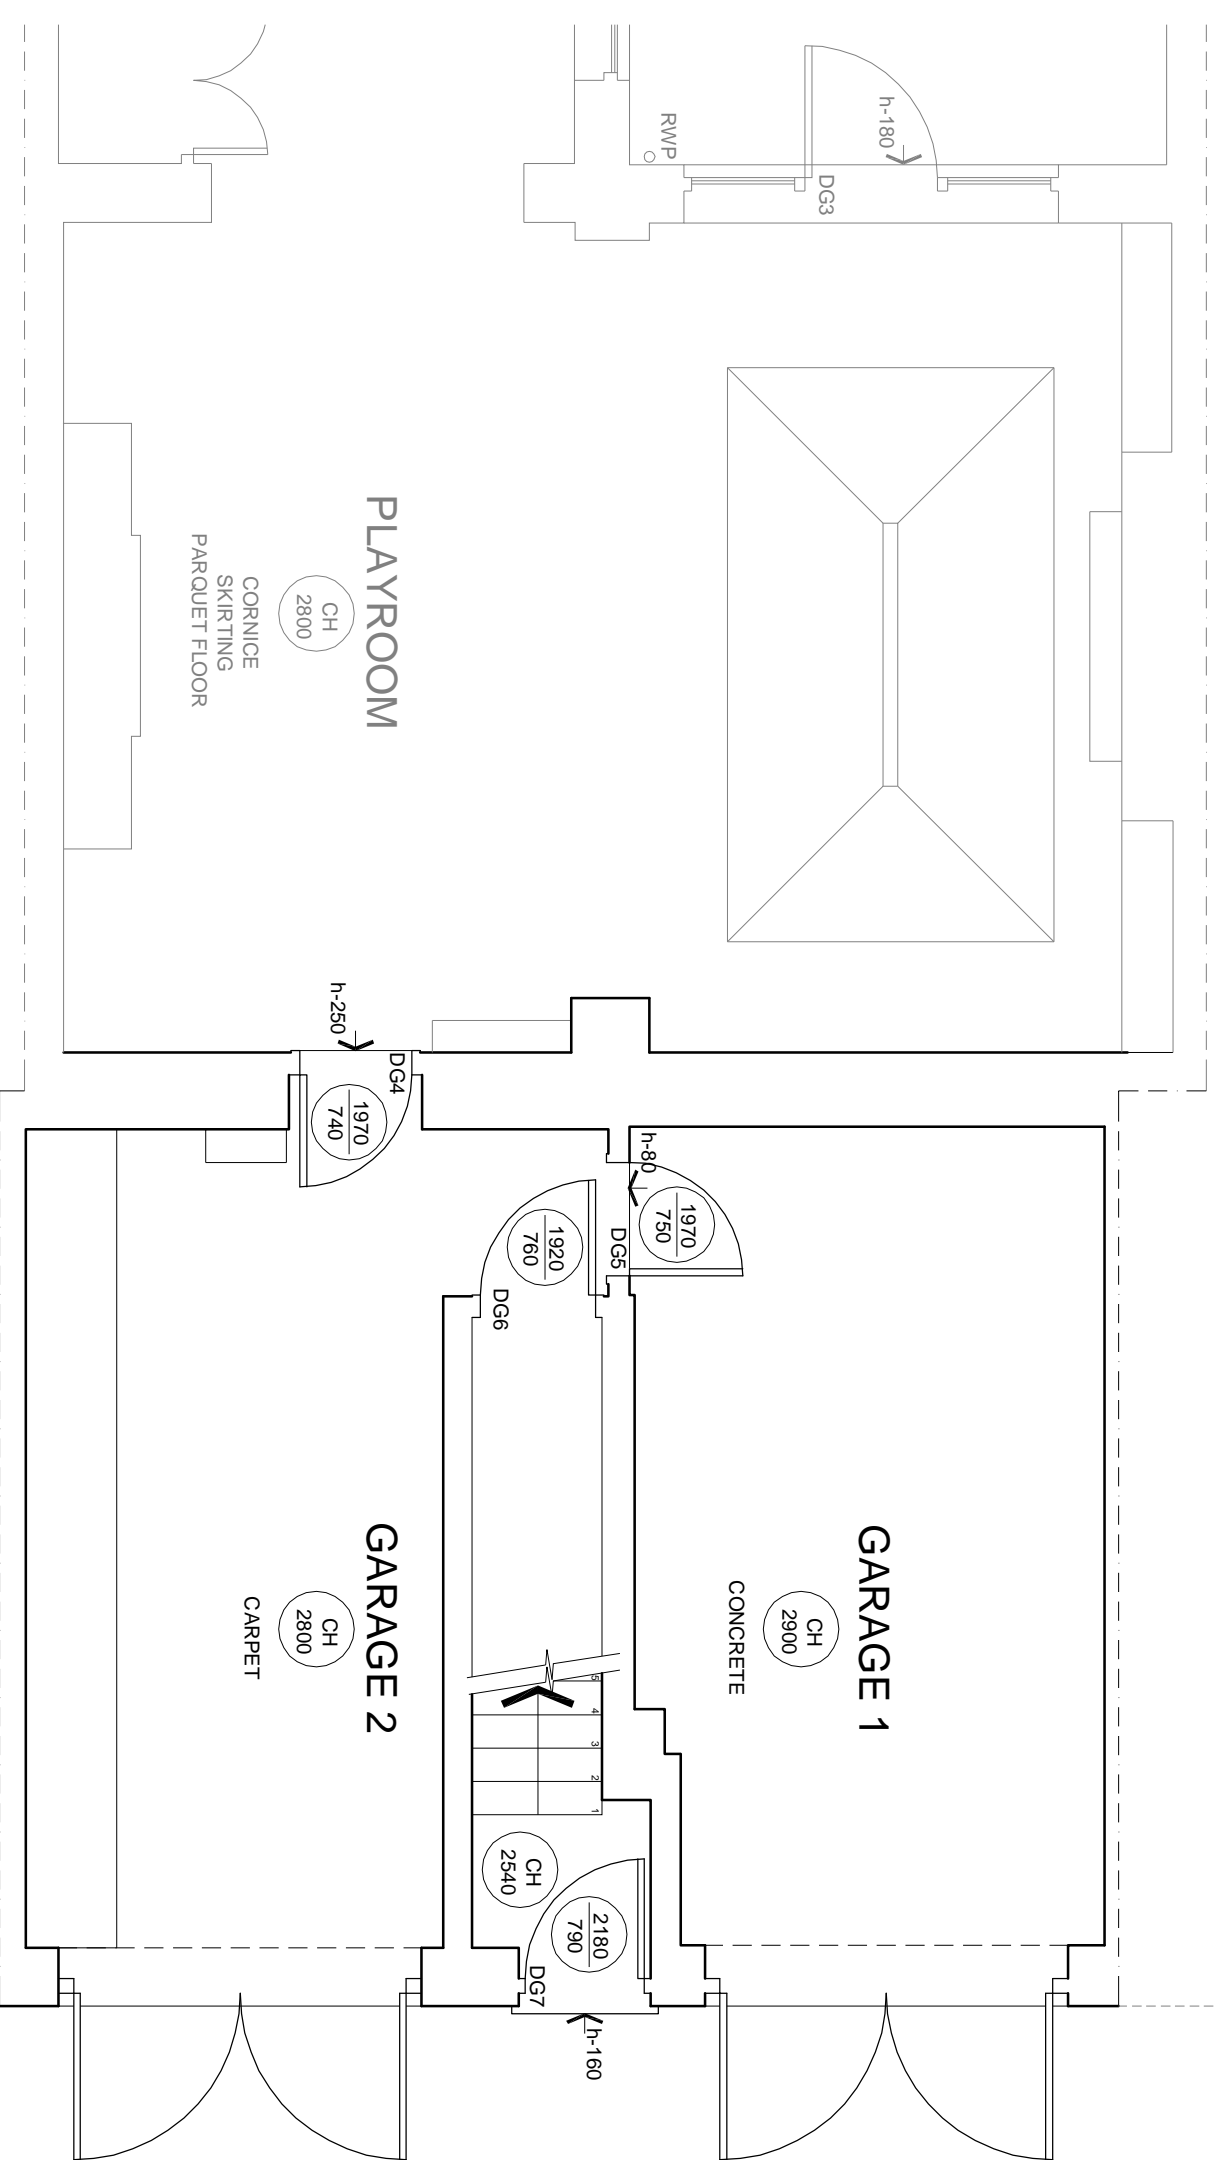 h-180
RWP
DG3
PLAYROOM
CH
2800
CORNICE
SKIRTING
PARQUET FLOOR
h-250
DG4
1970
740
h-80
1970
750
DG5
1920
760
DG6
GARAGE 1
CH
2900
CONCRETE
GARAGE 2
CH
2800
CARPET
5
4
3
2
1
CH
2540
2180
790
DG7
h-160